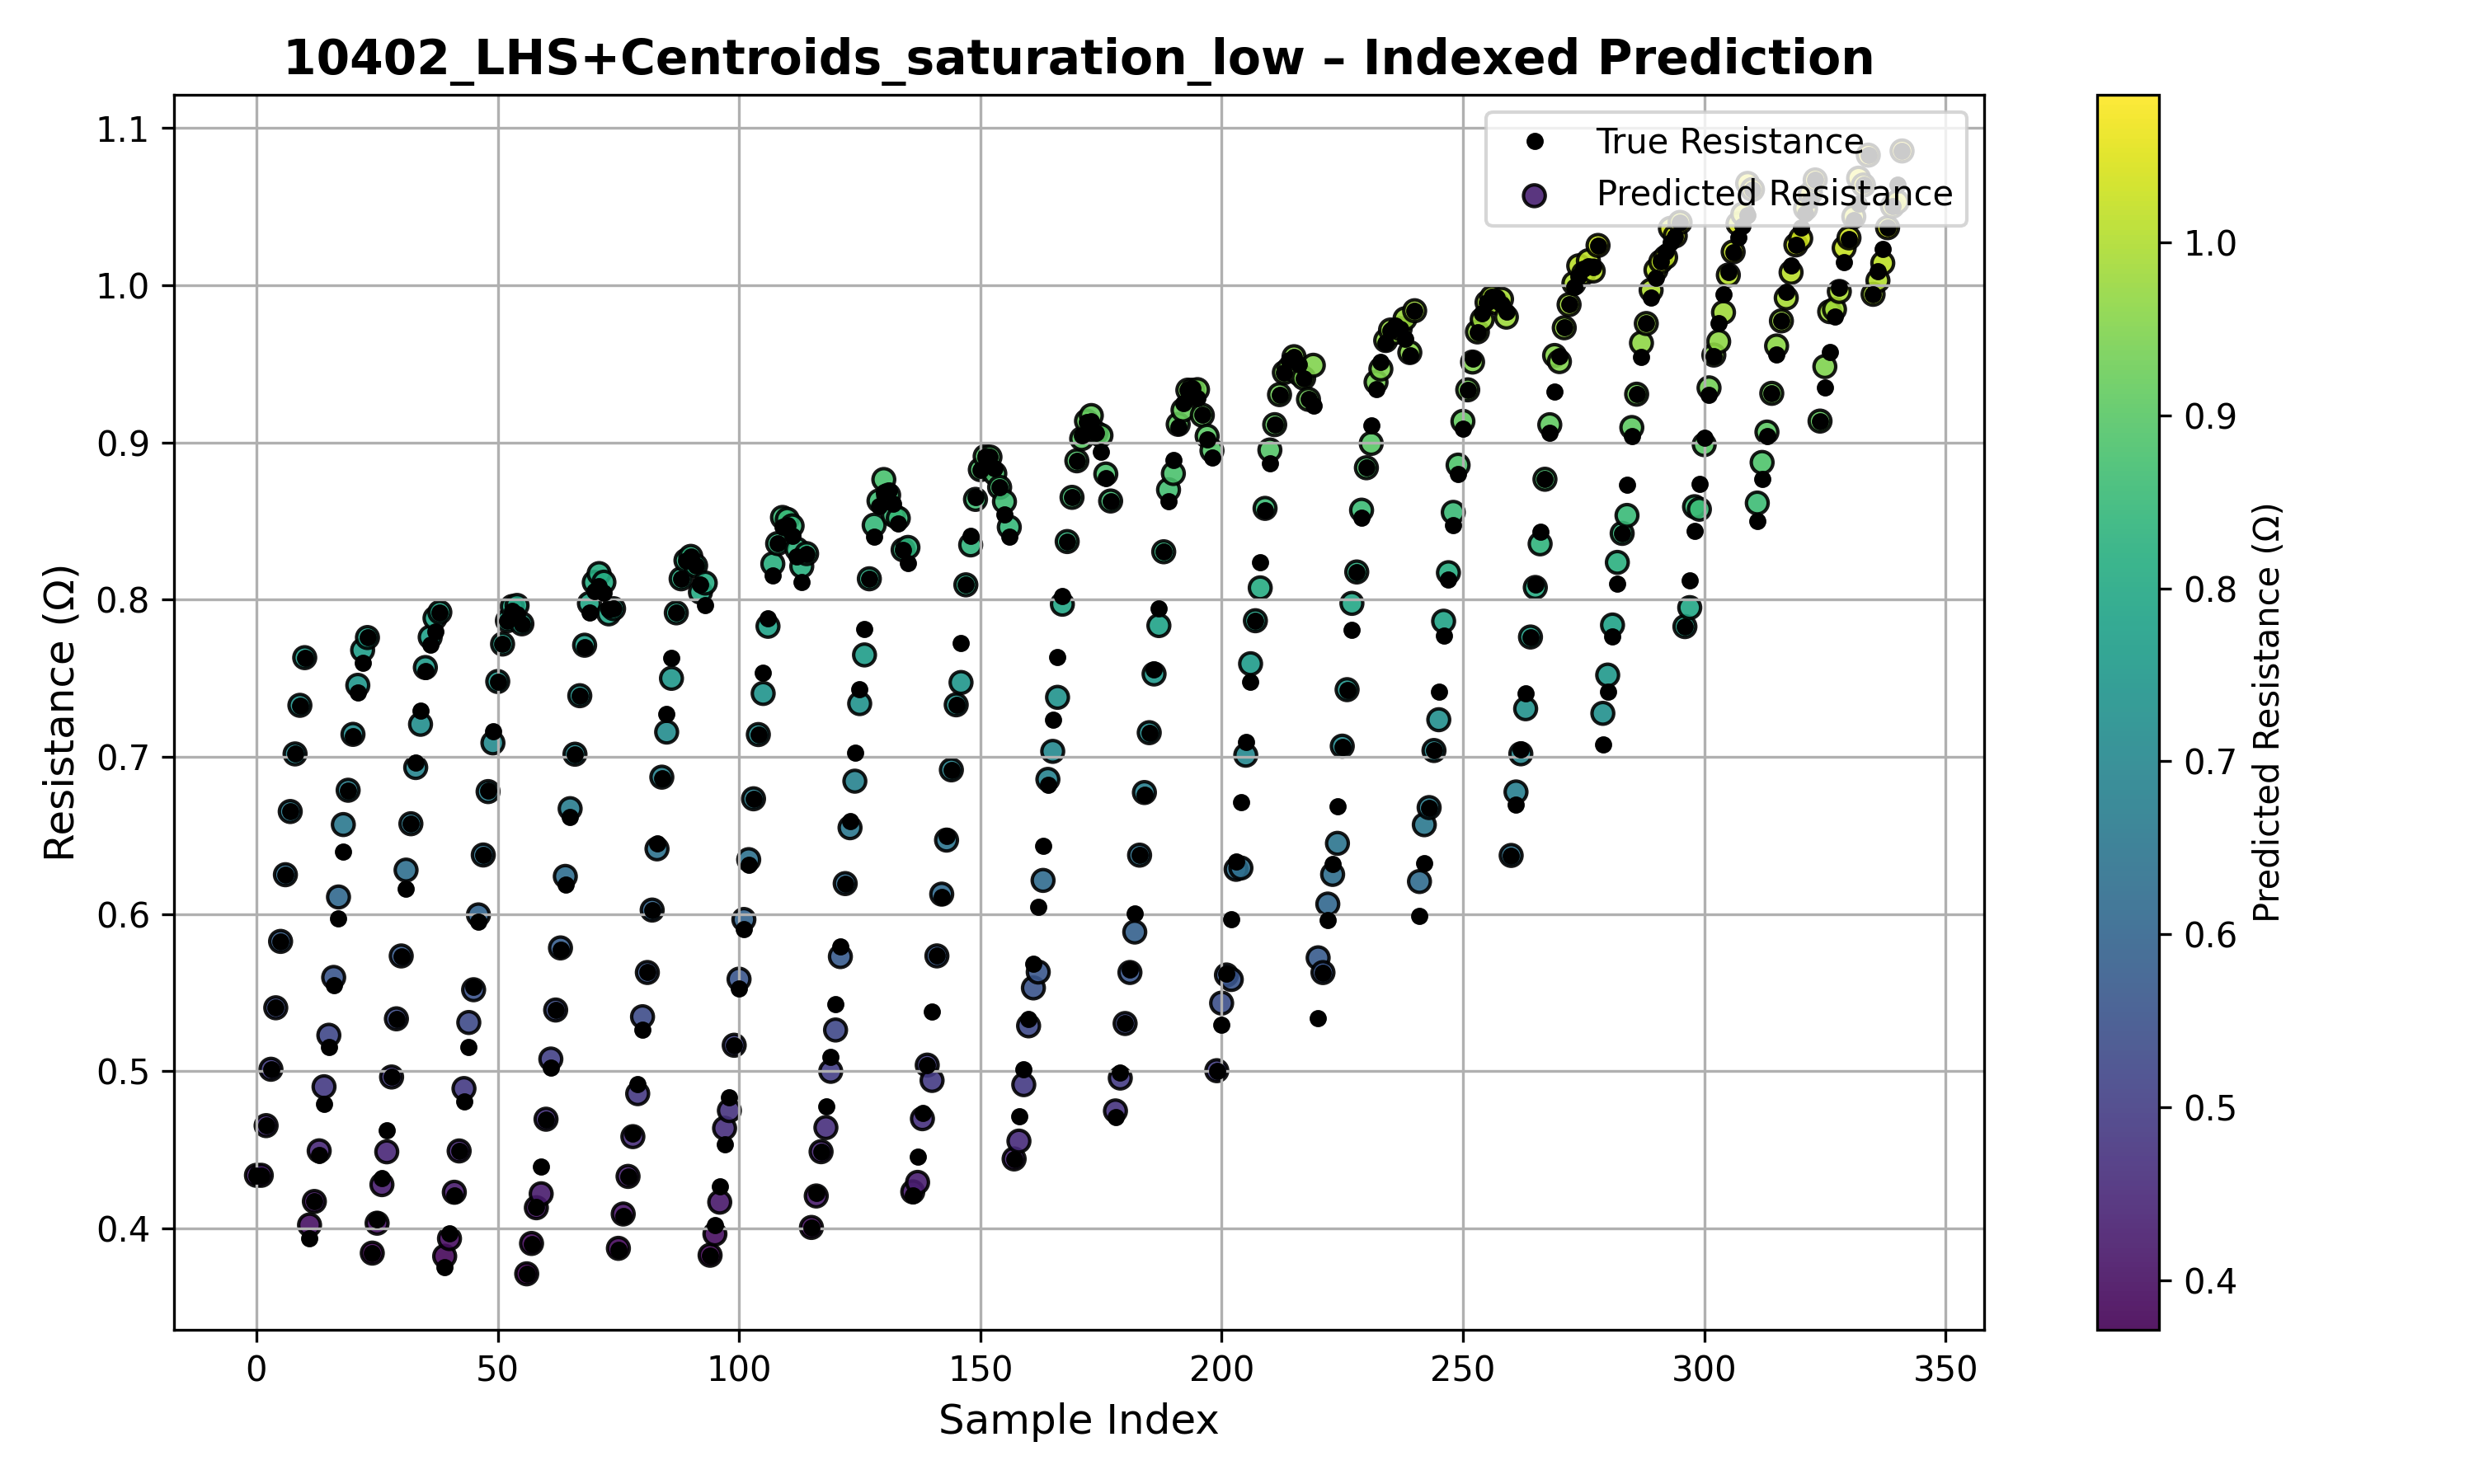 10402_LHS+Centroids_saturation_low – Indexed Prediction
True Resistance
Predicted Resistance
Resistance (Ω)
1.1
1.0
0.9
0.8
0.7
0.6
0.5
0.4
0 50 100 150 200 250 300 350
Sample Index
1.0
0.9
0.8
0.7
0.6
0.5
0.4
Predicted Resistance (Ω)